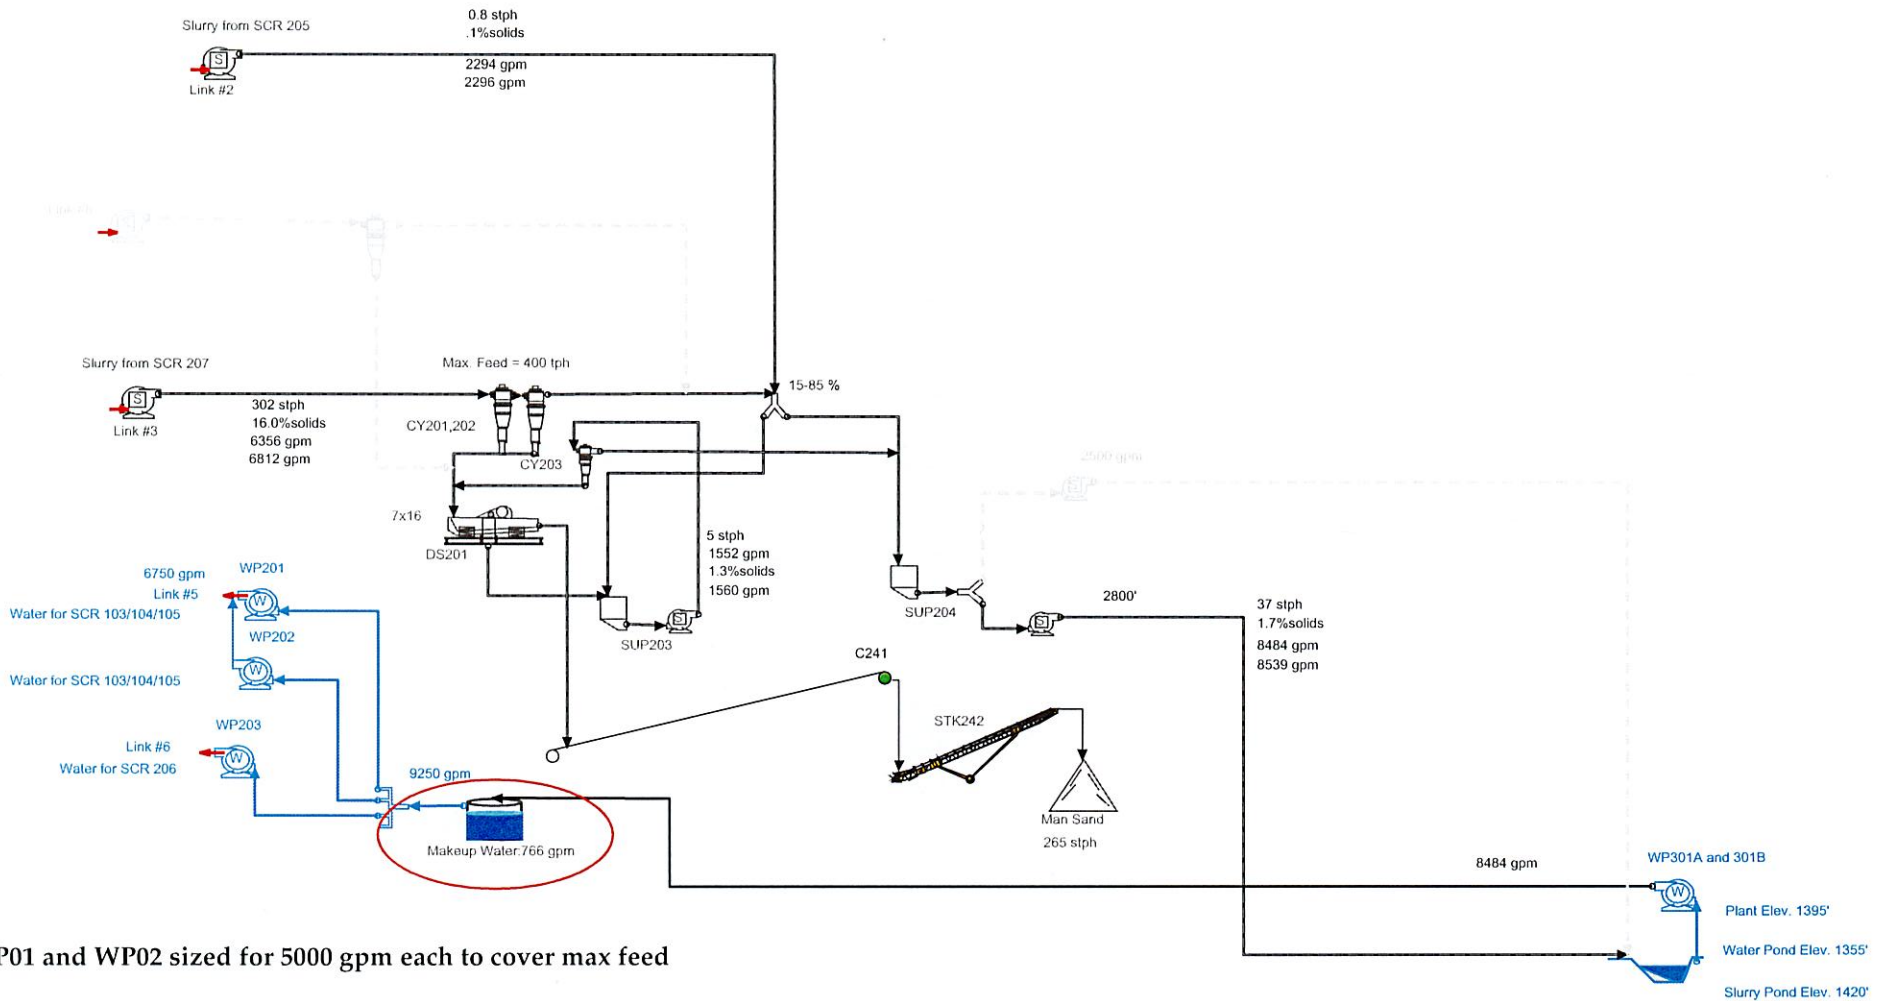 0.8 stph
.1%solids
Slurry from SCR 205
S
2294 gpm
2296 gpm
Link #2
Slurry from SCR 207
Max. Feed = 400 tph
15-85 %
S
302 stph
16.0%solids
6356 gpm
6812 gpm
Link #3
CY201,202
CY203
2500 gpm
S
7x16
DS201
5 stph
1552 gpm
1.3%solids
1560 gpm
6750 gpm
Link #5
WP201
W
Water for SCR 103/104/105
WP202
W
Water for SCR 103/104/105
SUP203
S
SUP204
S
2800'
37 stph
1.7%solids
8484 gpm
8539 gpm
C241
STK242
WP203
W
Link #6
Water for SCR 206
9250 gpm
Makeup Water:766 gpm
Man Sand
265 stph
8484 gpm
WP301A and 301B
W
Plant Elev. 1395'
Water Pond Elev. 1355'
Slurry Pond Elev. 1420'
P01 and WP02 sized for 5000 gpm each to cover max feed